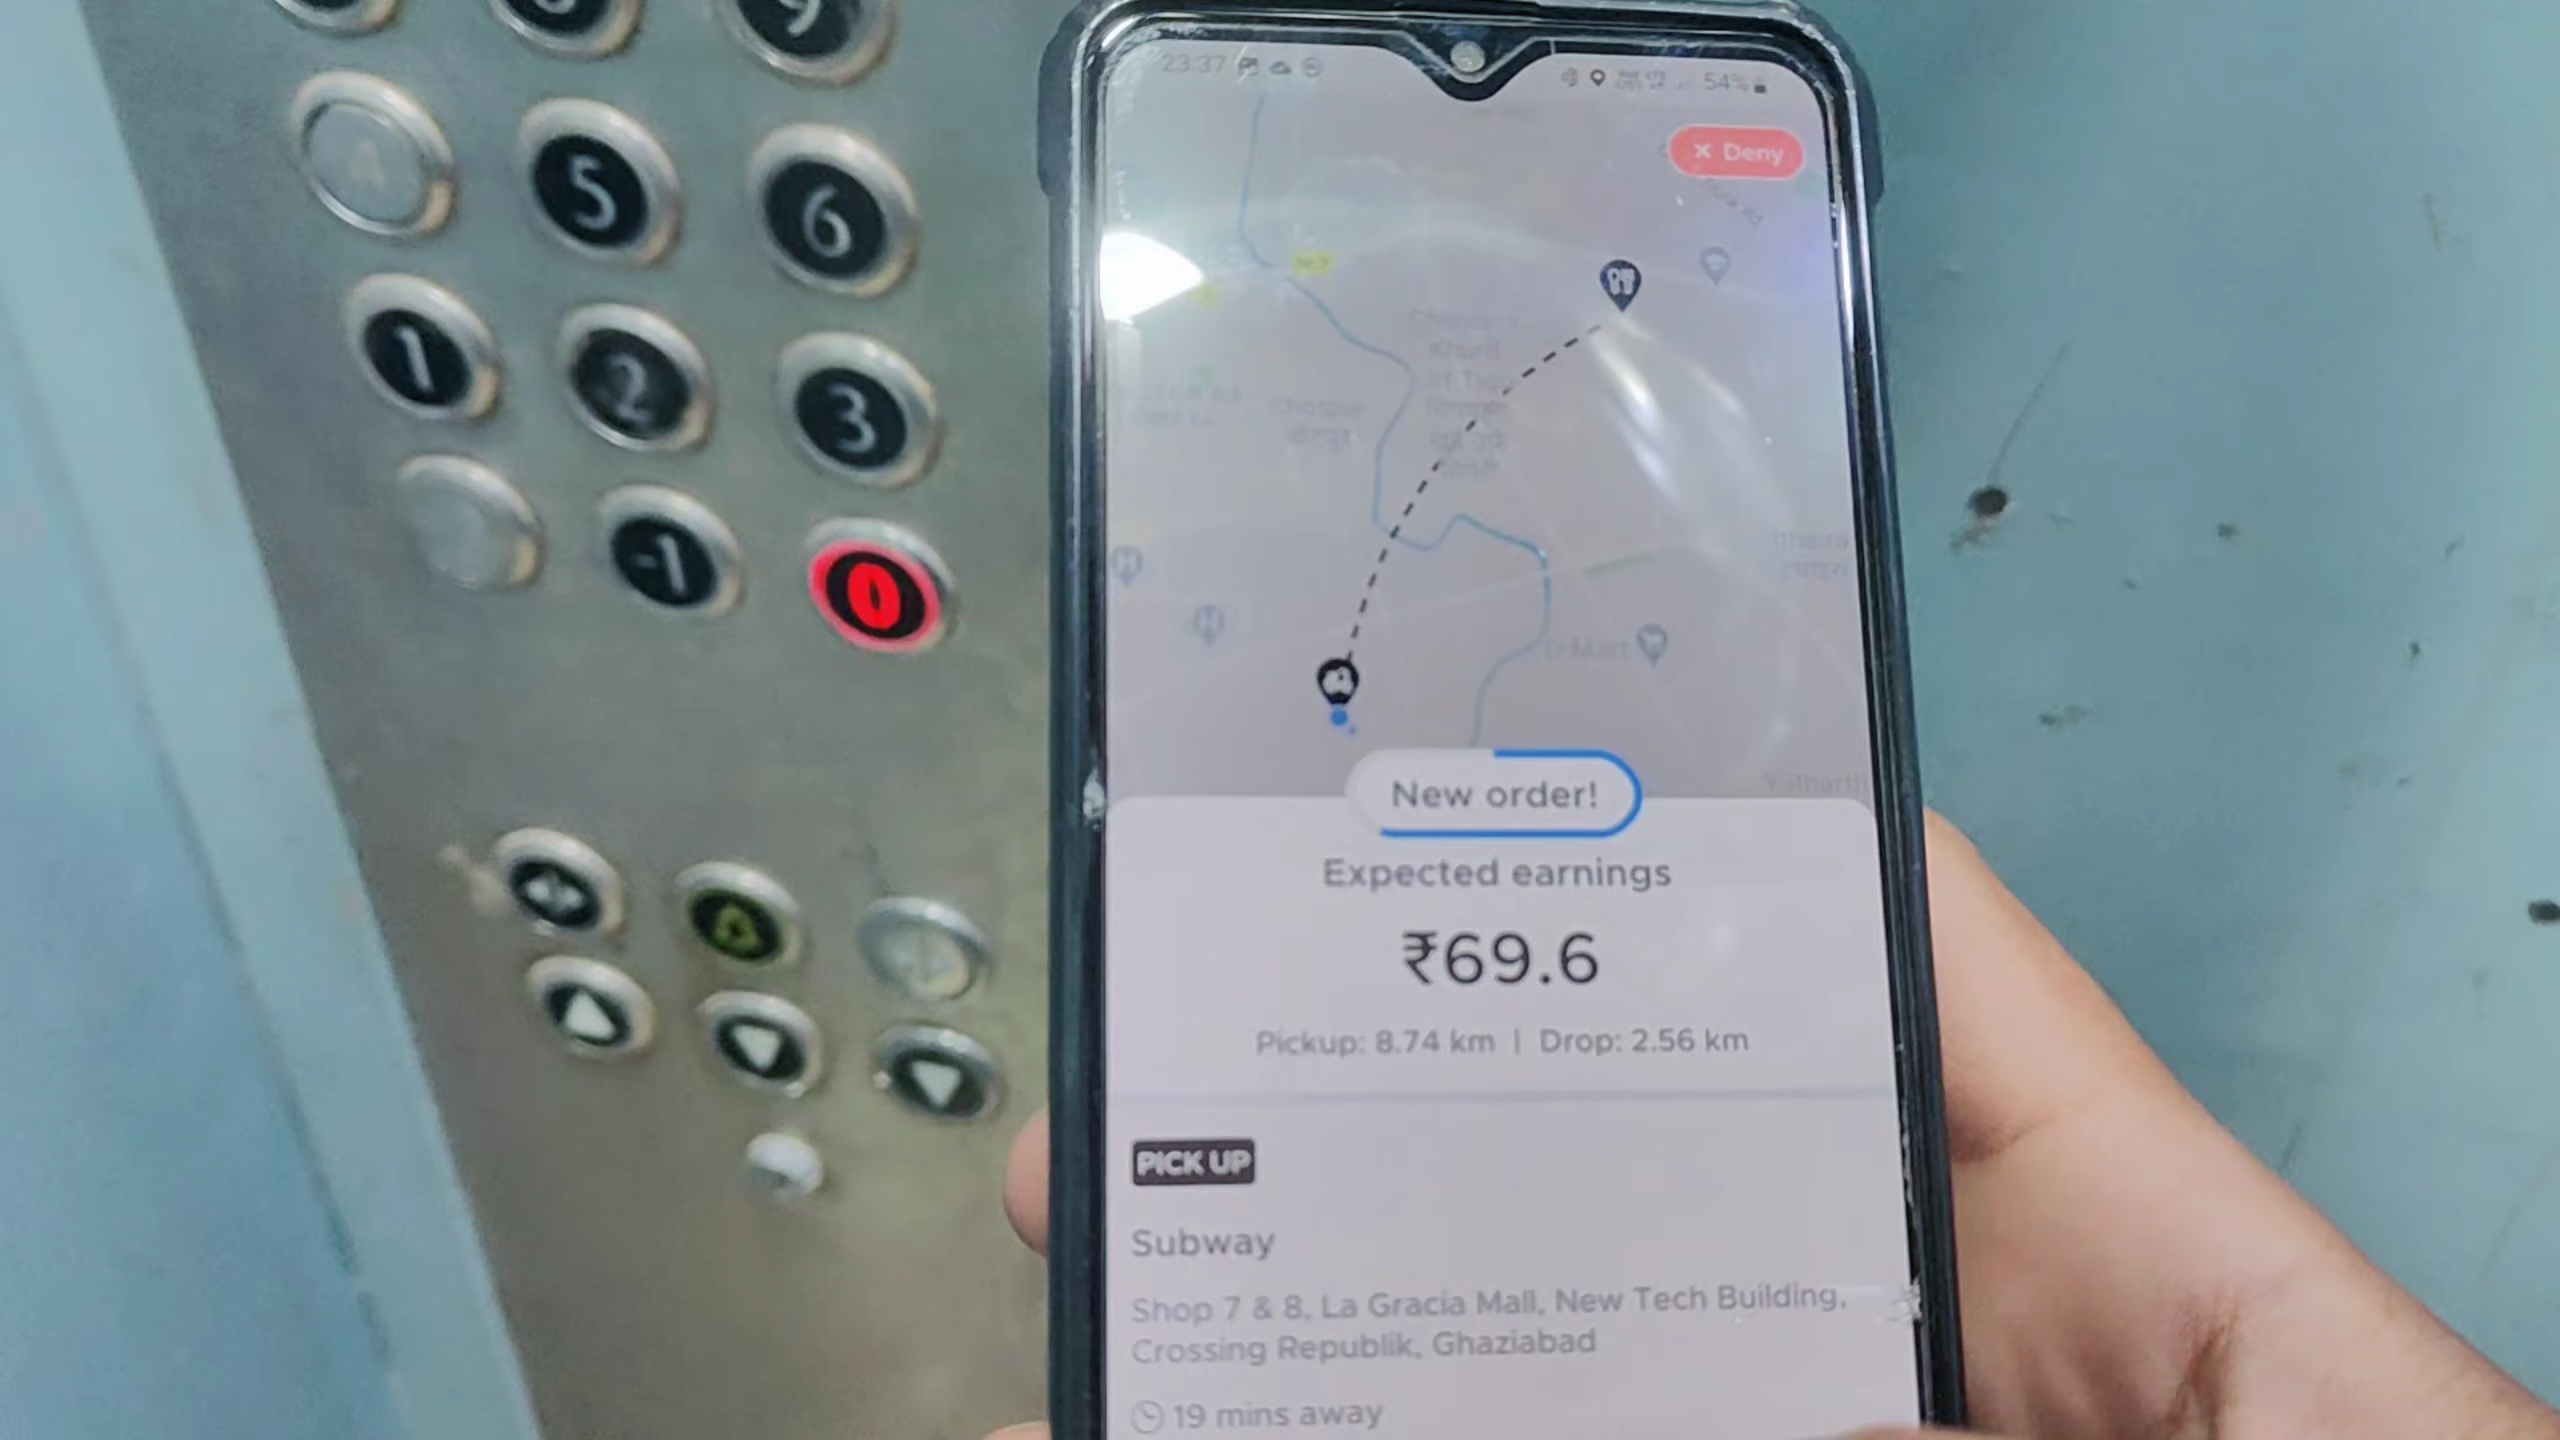 9
5
6
1
2
3
-1
0
23:37
54%
× Deny
New order!
Expected earnings
₹69.6
Pickup: 8.74 km | Drop: 2.56 km
PICK UP
Subway
Shop 7 & 8, La Gracia Mall, New Tech Building,
Crossing Republik, Ghaziabad
19 mins away
D Mart